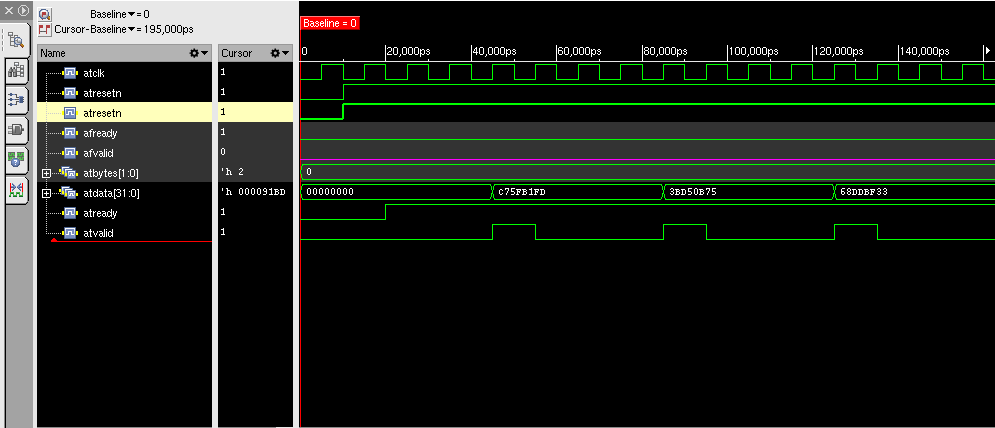 Baseline = 0
Cursor-Baseline = 195,000ps
Baseline = 0
Name Cursor 0 20,000ps 40,000ps 60,000ps 80,000ps 100,000ps 120,000ps 140,000ps
atclk 1
atresetn 1
atresetn 1
afready 1
afvalid 0
atbytes[1:0] 'h 2 0
atdata[31:0] 'h 000091BD 00000000 C75FB1FD 3BD50B75 68DDBF33
atready 1
atvalid 1